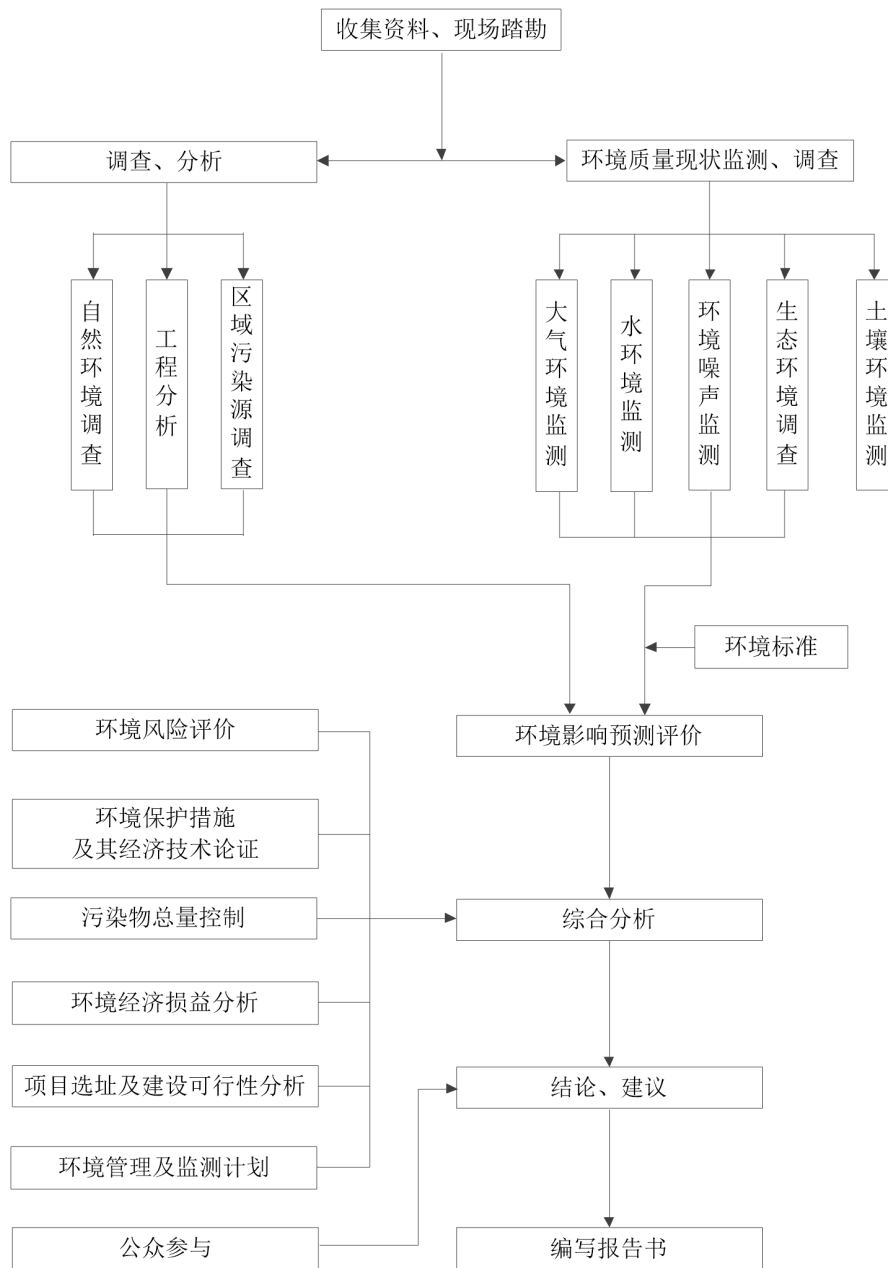 收集资料、现场踏勘
调查、分析
环境质量现状监测、调查
自然环境调查
工程分析
区域污染源调查
大气环境监测
水环境监测
环境噪声监测
生态环境调查
土壤环境监测
环境标准
环境风险评价
环境影响预测评价
环境保护措施
及其经济技术论证
污染物总量控制
综合分析
环境经济损益分析
项目选址及建设可行性分析
结论、建议
环境管理及监测计划
公众参与
编写报告书